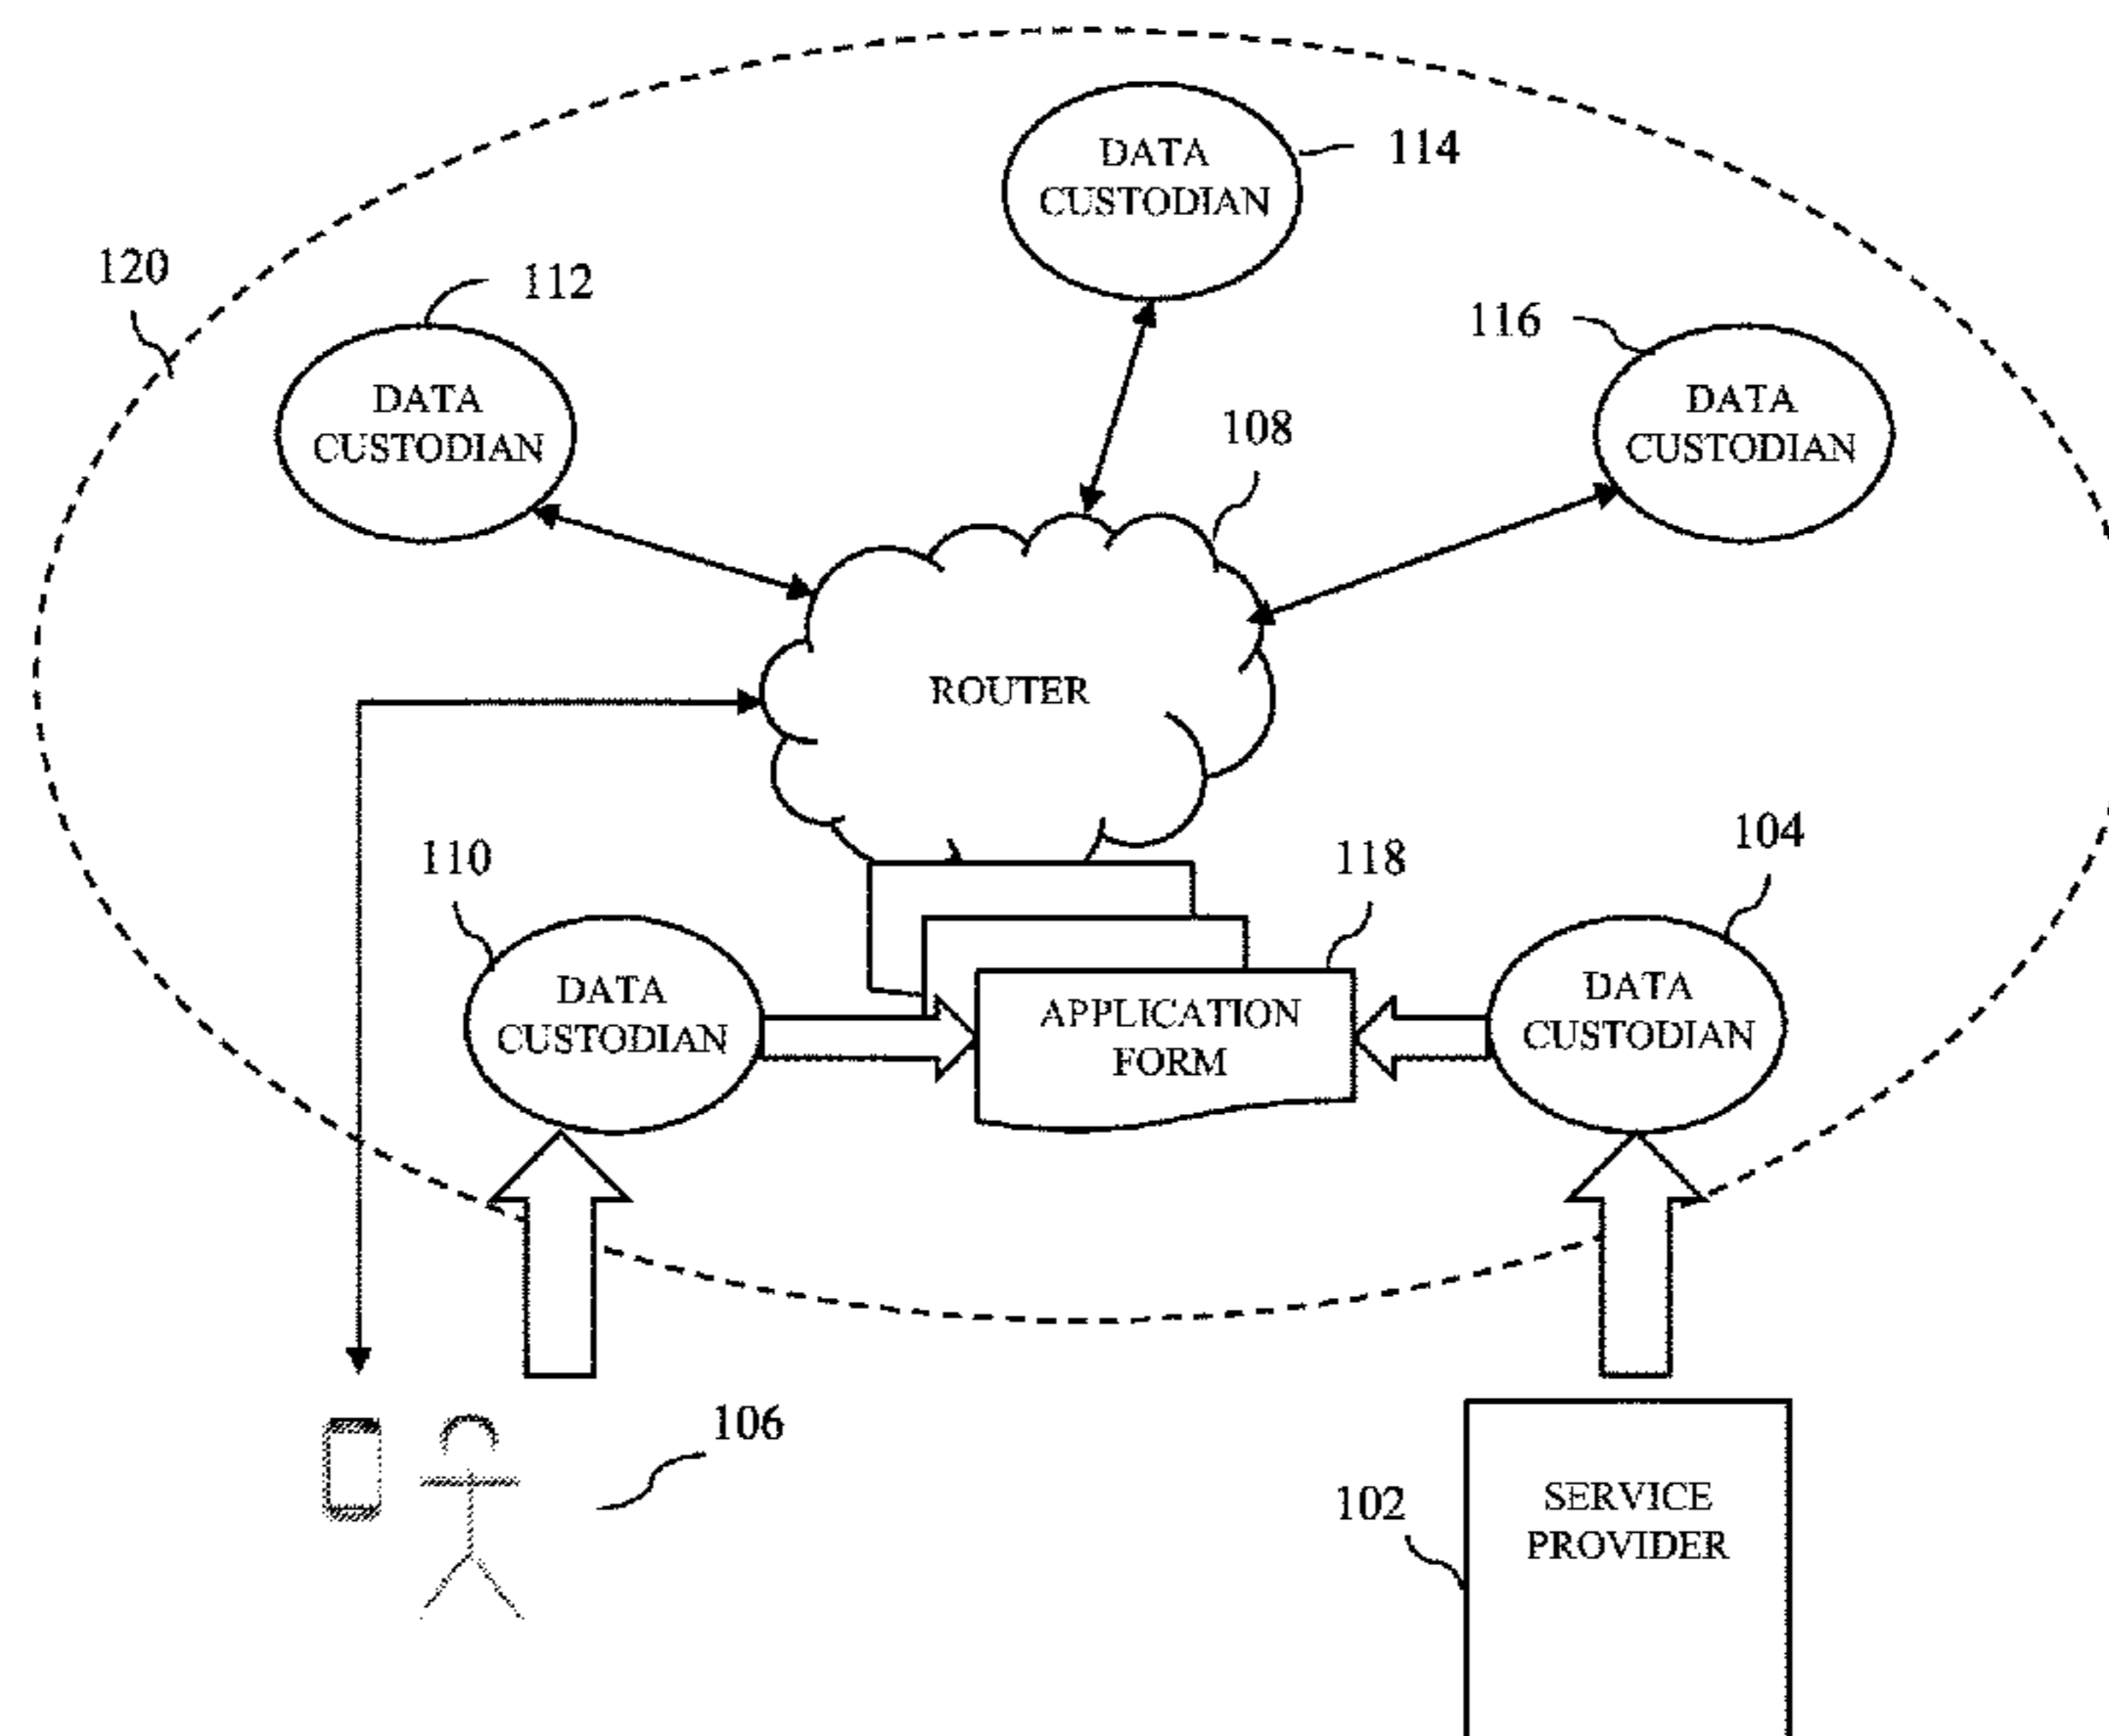 DATA
CUSTODIAN
114
120
112
116
DATA
CUSTODIAN
108
DATA
CUSTODIAN
ROUTER
110
118
104
DATA
CUSTODIAN
APPLICATION
FORM
DATA
CUSTODIAN
106
102
SERVICE
PROVIDER